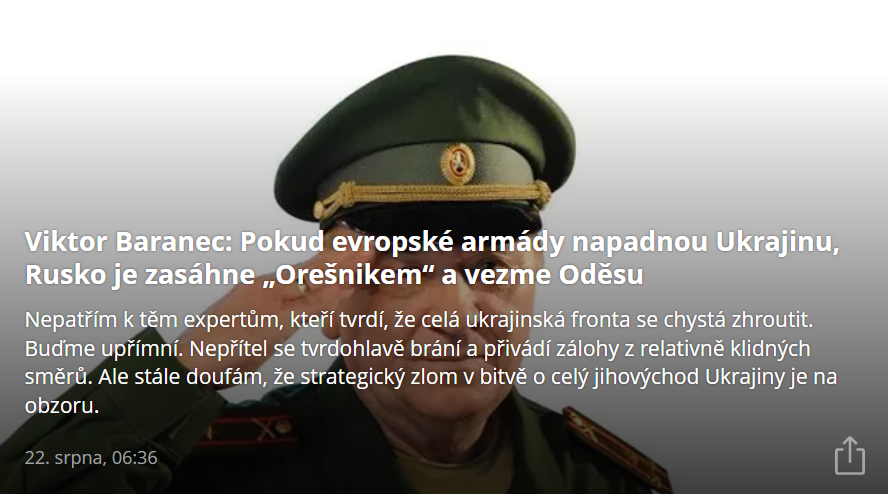 Viktor Baranec: Pokud evropské armády napadnou Ukrajinu,
Rusko je zasáhne „Orešnikem“ a vezme Oděsu
Nepatřím k těm expertům, kteří tvrdí, že celá ukrajinská fronta se chystá zhroutit.
Buďme upřímní. Nepřítel se tvrdohlavě brání a přivádí zálohy z relativně klidných
směrů. Ale stále doufám, že strategický zlom v bitvě o celý jihovýchod Ukrajiny je na
obzoru.
22. srpna, 06:36